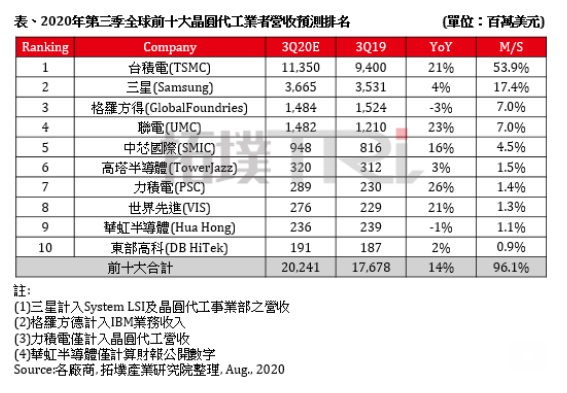 表、2020年第三季全球前十大晶圓代工業者營收預測排名 (單位：百萬美元)
Ranking Company 3Q20E 3Q19 YoY M/S
1 台積電(TSMC) 11,350 9,400 21% 53.9%
2 三星(Samsung) 3,665 3,531 4% 17.4%
3 格羅方得(GlobalFoundries) 1,484 1,524 -3% 7.0%
4 聯電(UMC) 1,482 1,210 23% 7.0%
5 中芯國際(SMIC) 948 816 16% 4.5%
6 高塔半導體(TowerJazz) 320 312 3% 1.5%
7 力積電(PSC) 289 230 26% 1.4%
8 世界先進(VIS) 276 229 21% 1.3%
9 華虹半導體(Hua Hong) 236 239 -1% 1.1%
10 東部高科(DB HiTek) 191 187 2% 0.9%
前十大合計 20,241 17,678 14% 96.1%
拓墣 TRi
註：
(1)三星計入System LSI及晶圓代工事業部之營收
(2)格羅方德計入IBM業務收入
(3)力積電僅計入晶圓代工營收
(4)華虹半導體僅計算財報公開數字
Source:各廠商, 拓墣產業研究院整理, Aug., 2020